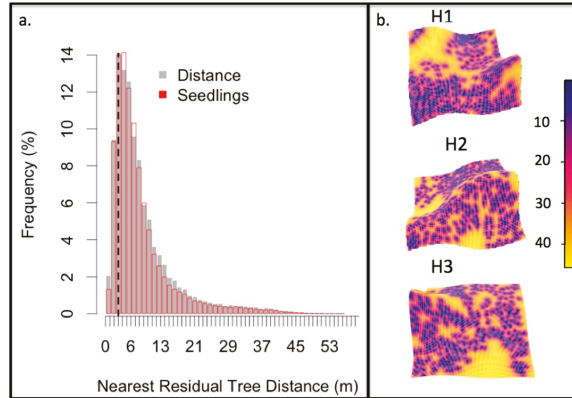 a.
14
12
10
8
6
4
2
0
Frequency (%)
Distance
Seedlings
0 6 13 21 29 37 45 53
Nearest Residual Tree Distance (m)
b.
H1
H2
H3
10
20
30
40